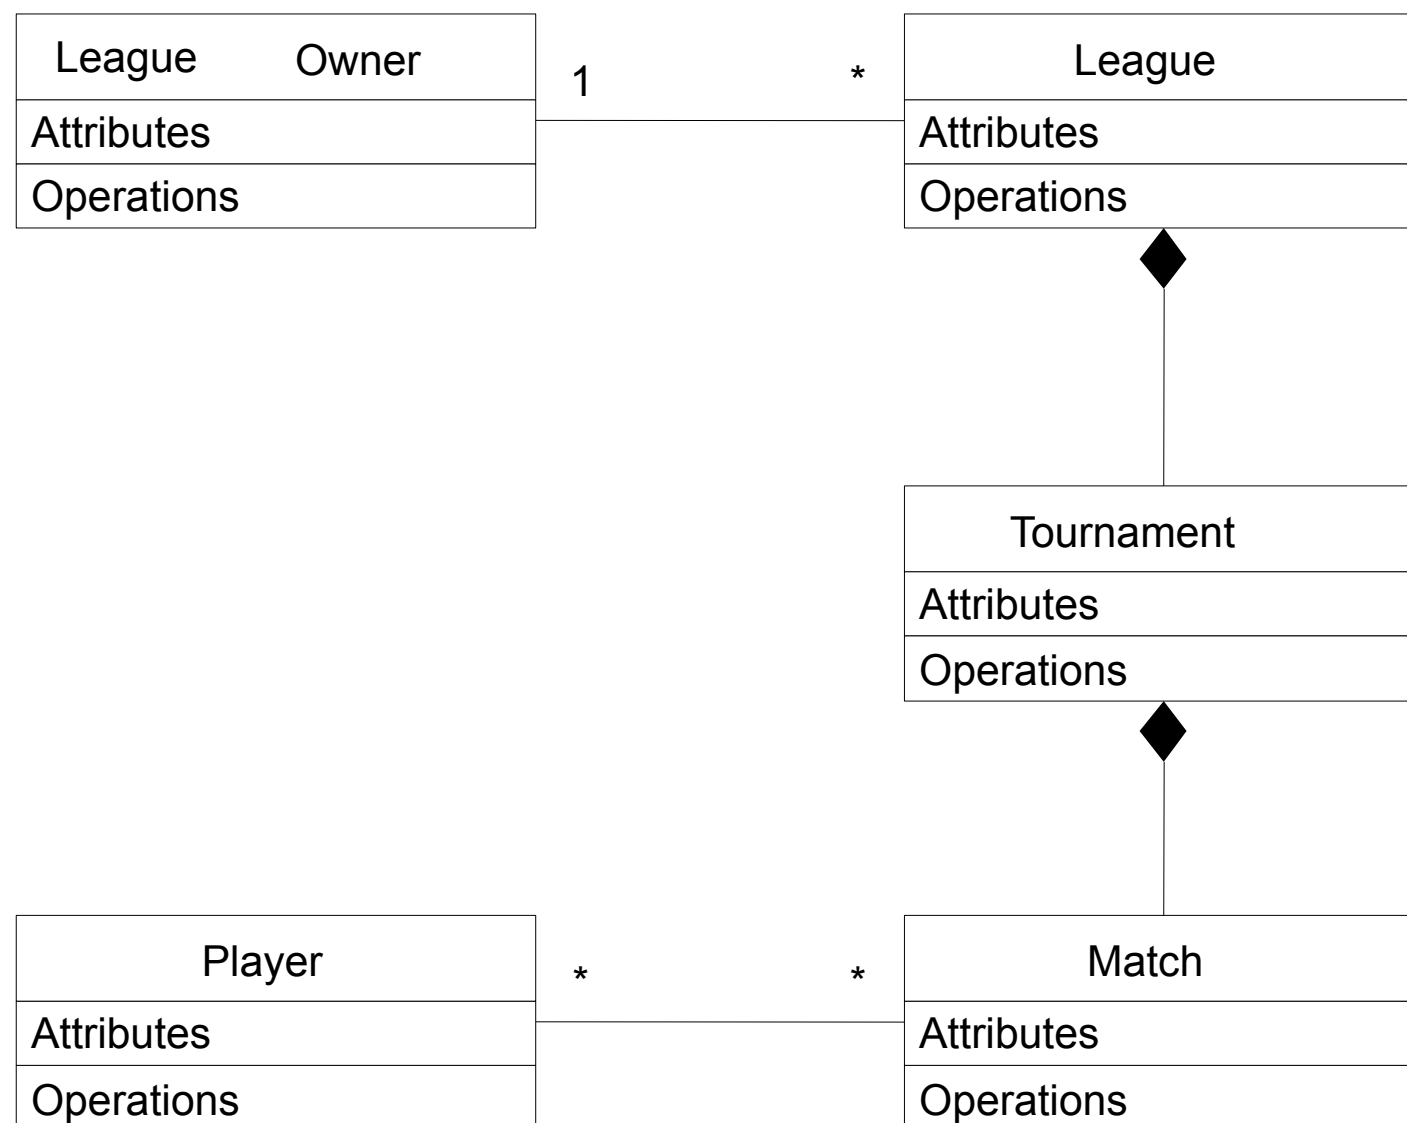 League Owner
1
*
League
Attributes
Attributes
Operations
Operations
Tournament
Attributes
Operations
Player
*
*
Match
Attributes
Attributes
Operations
Operations